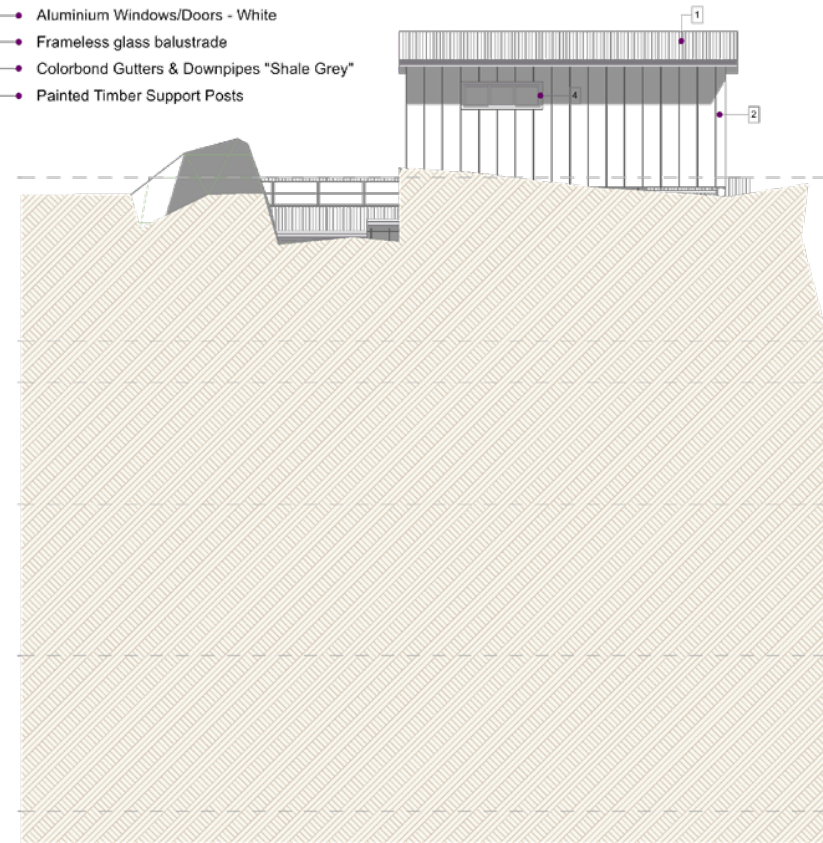 Aluminium Windows/Doors - White
Frameless glass balustrade
Colorbond Gutters & Downpipes "Shale Grey"
Painted Timber Support Posts
1
4
2